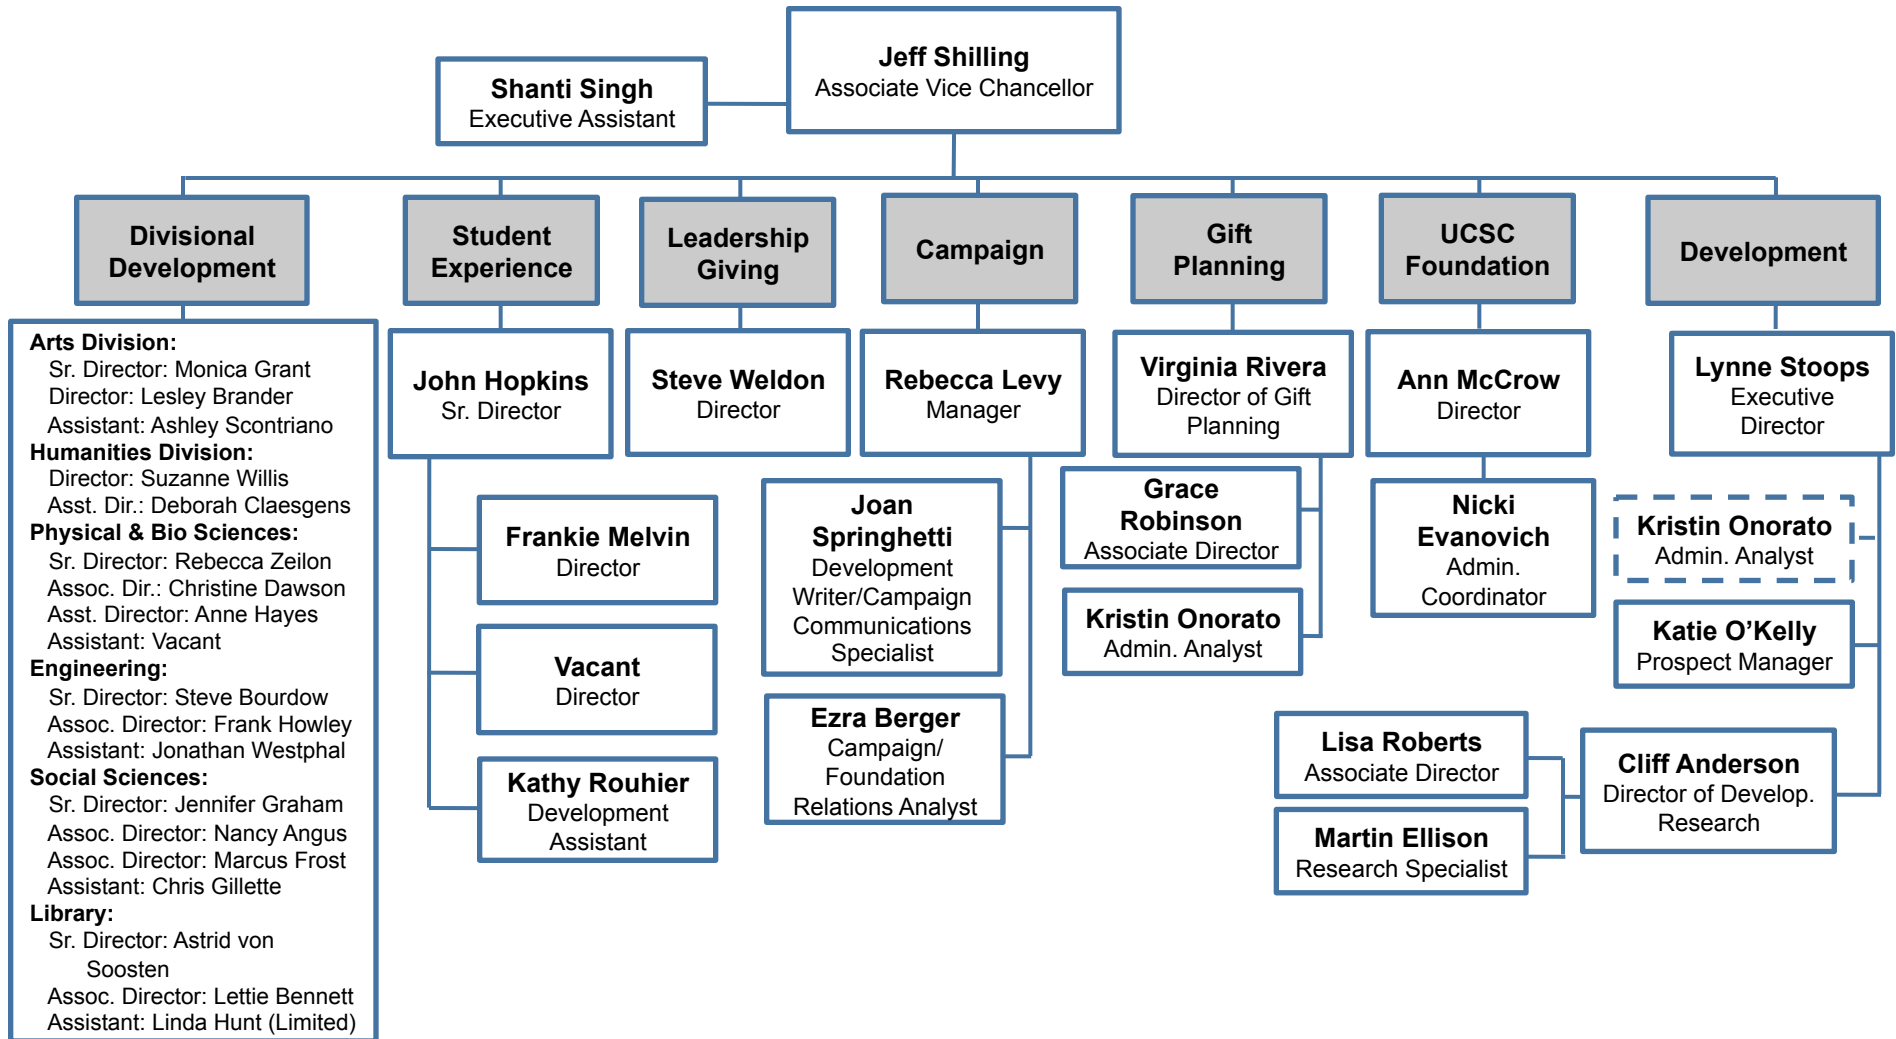 Jeff Shilling
Associate Vice Chancellor
Shanti Singh
Executive Assistant
Divisional
Development
Student
Experience
Leadership
Giving
Campaign
Gift
Planning
UCSC
Foundation
Development
Arts Division:
Sr. Director: Monica Grant
Director: Lesley Brander
Assistant: Ashley Scontriano
Humanities Division:
Director: Suzanne Willis
Asst. Dir.: Deborah Claesgens
Physical & Bio Sciences:
Sr. Director: Rebecca Zeilon
Assoc. Dir.: Christine Dawson
Asst. Director: Anne Hayes
Assistant: Vacant
Engineering:
Sr. Director: Steve Bourdow
Assoc. Director: Frank Howley
Assistant: Jonathan Westphal
Social Sciences:
Sr. Director: Jennifer Graham
Assoc. Director: Nancy Angus
Assoc. Director: Marcus Frost
Assistant: Chris Gillette
Library:
Sr. Director: Astrid von
Soosten
Assoc. Director: Lettie Bennett
Assistant: Linda Hunt (Limited)
John Hopkins
Sr. Director
Frankie Melvin
Director
Vacant
Director
Kathy Rouhier
Development
Assistant
Steve Weldon
Director
Rebecca Levy
Manager
Joan
Springhetti
Development
Writer/Campaign
Communications
Specialist
Ezra Berger
Campaign/
Foundation
Relations Analyst
Virginia Rivera
Director of Gift
Planning
Grace
Robinson
Associate Director
Kristin Onorato
Admin. Analyst
Ann McCrow
Director
Nicki
Evanovich
Admin.
Coordinator
Lynne Stoops
Executive
Director
Kristin Onorato
Admin. Analyst
Katie O’Kelly
Prospect Manager
Cliff Anderson
Director of Develop.
Research
Lisa Roberts
Associate Director
Martin Ellison
Research Specialist